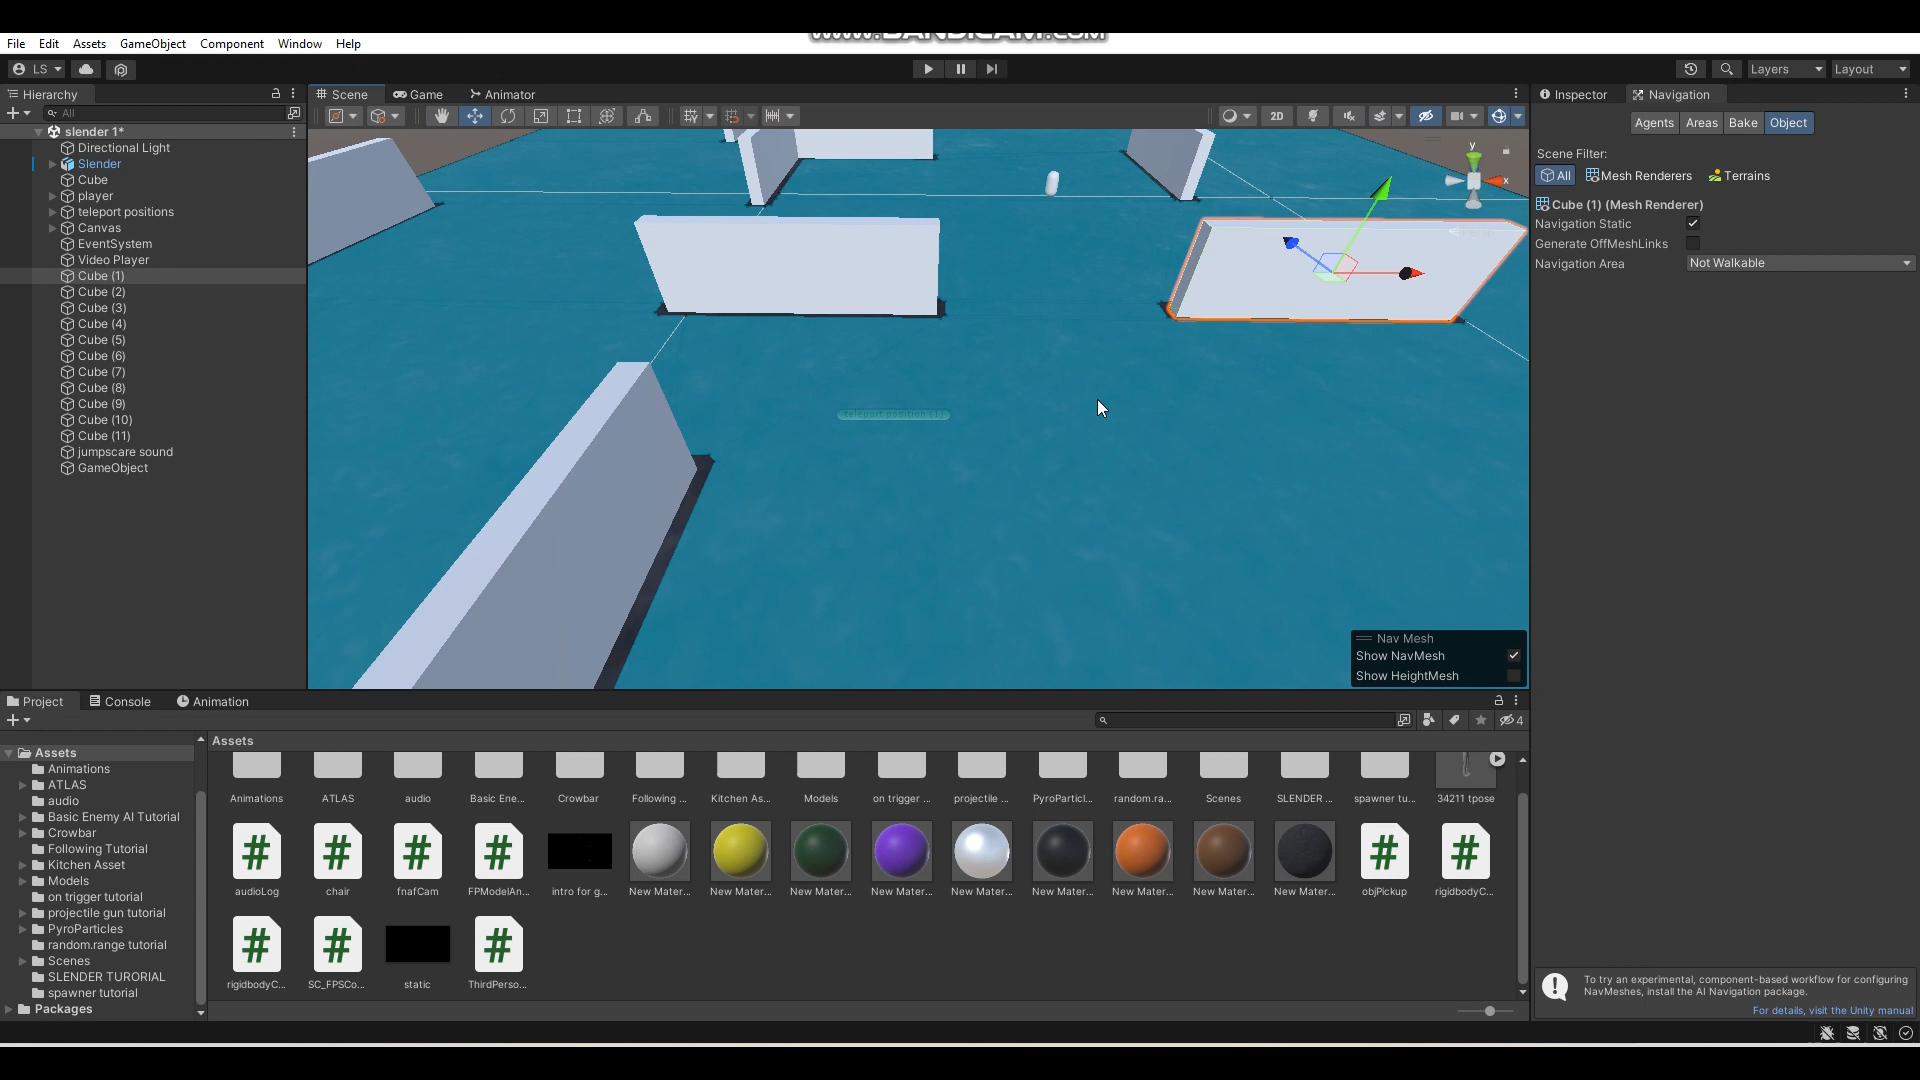 www.BANDICAM.com
File Edit Assets GameObject Component Window Help
LS
Layers
Layout
Hierarchy
All
slender 1*
Directional Light
Slender
Cube
player
teleport positions
Canvas
EventSystem
Video Player
Cube (1)
Cube (2)
Cube (3)
Cube (4)
Cube (5)
Cube (6)
Cube (7)
Cube (8)
Cube (9)
Cube (10)
Cube (11)
jumpscare sound
GameObject
Scene Game Animator
2D
y
x
teleport position (1)
Nav Mesh
Show NavMesh
Show HeightMesh
Inspector Navigation
Agents Areas Bake Object
Scene Filter:
All Mesh Renderers Terrains
Cube (1) (Mesh Renderer)
Navigation Static
Generate OffMeshLinks
Navigation Area Not Walkable
To try an experimental, component-based workflow for configuring
NavMeshes, install the AI Navigation package.
For details, visit the Unity manual
Project Console Animation
4
Assets
Animations
ATLAS
audio
Basic Enemy AI Tutorial
Crowbar
Following Tutorial
Kitchen Asset
Models
on trigger tutorial
projectile gun tutorial
PyroParticles
random.range tutorial
Scenes
SLENDER TURORIAL
spawner tutorial
Packages
Assets
Animations ATLAS audio Basic Ene... Crowbar Following ... Kitchen As... Models on trigger ... projectile ... PyroParticl... random.ra... Scenes SLENDER ... spawner tu... 34211 tpose
audioLog chair fnafCam FPModelAn... intro for g... New Mater... New Mater... New Mater... New Mater... New Mater... New Mater... New Mater... New Mater... New Mater... objPickup rigidbodyC...
rigidbodyC... SC_FPSCo... static ThirdPerso...